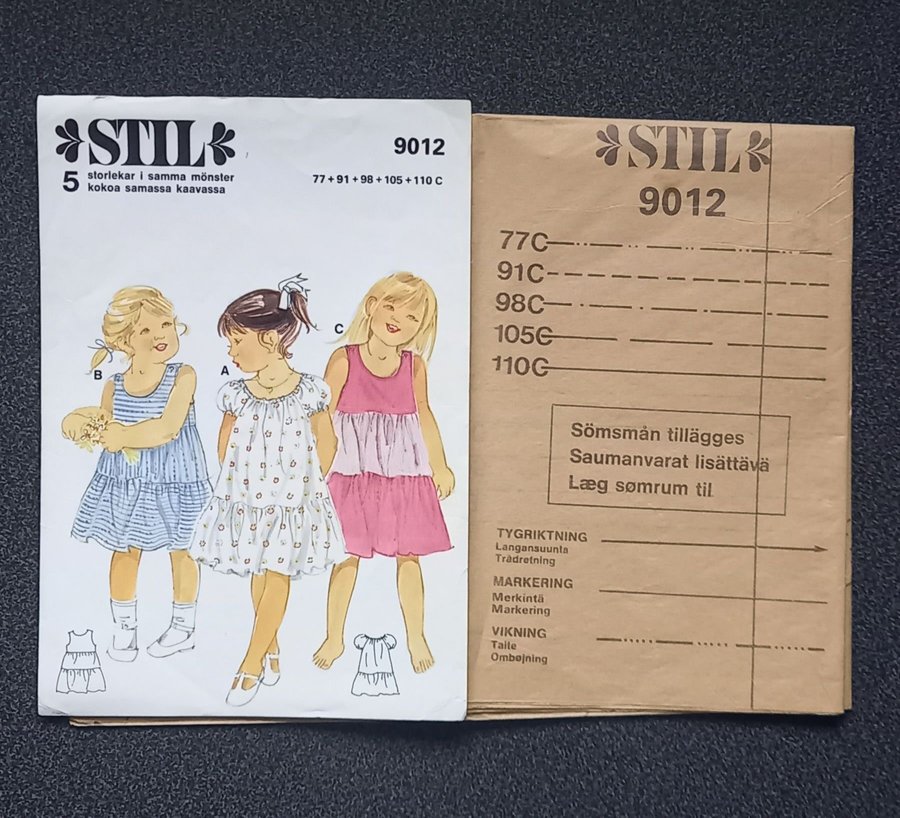 STIL
9012
5 storlekar i samma mönster
kokoa samassa kaavassa
77 + 91 + 98 + 105 + 110 C
B
A
C
STIL
9012
77C
91C
98C
105C
110C
Sömsmån tillägges
Saumanvarat lisättävä
Læg sømrum til
TYGRIKTNING
Langansuunta
Trådretning
MARKERING
Merkintä
Markering
VIKNING
Taite
Ombøjning